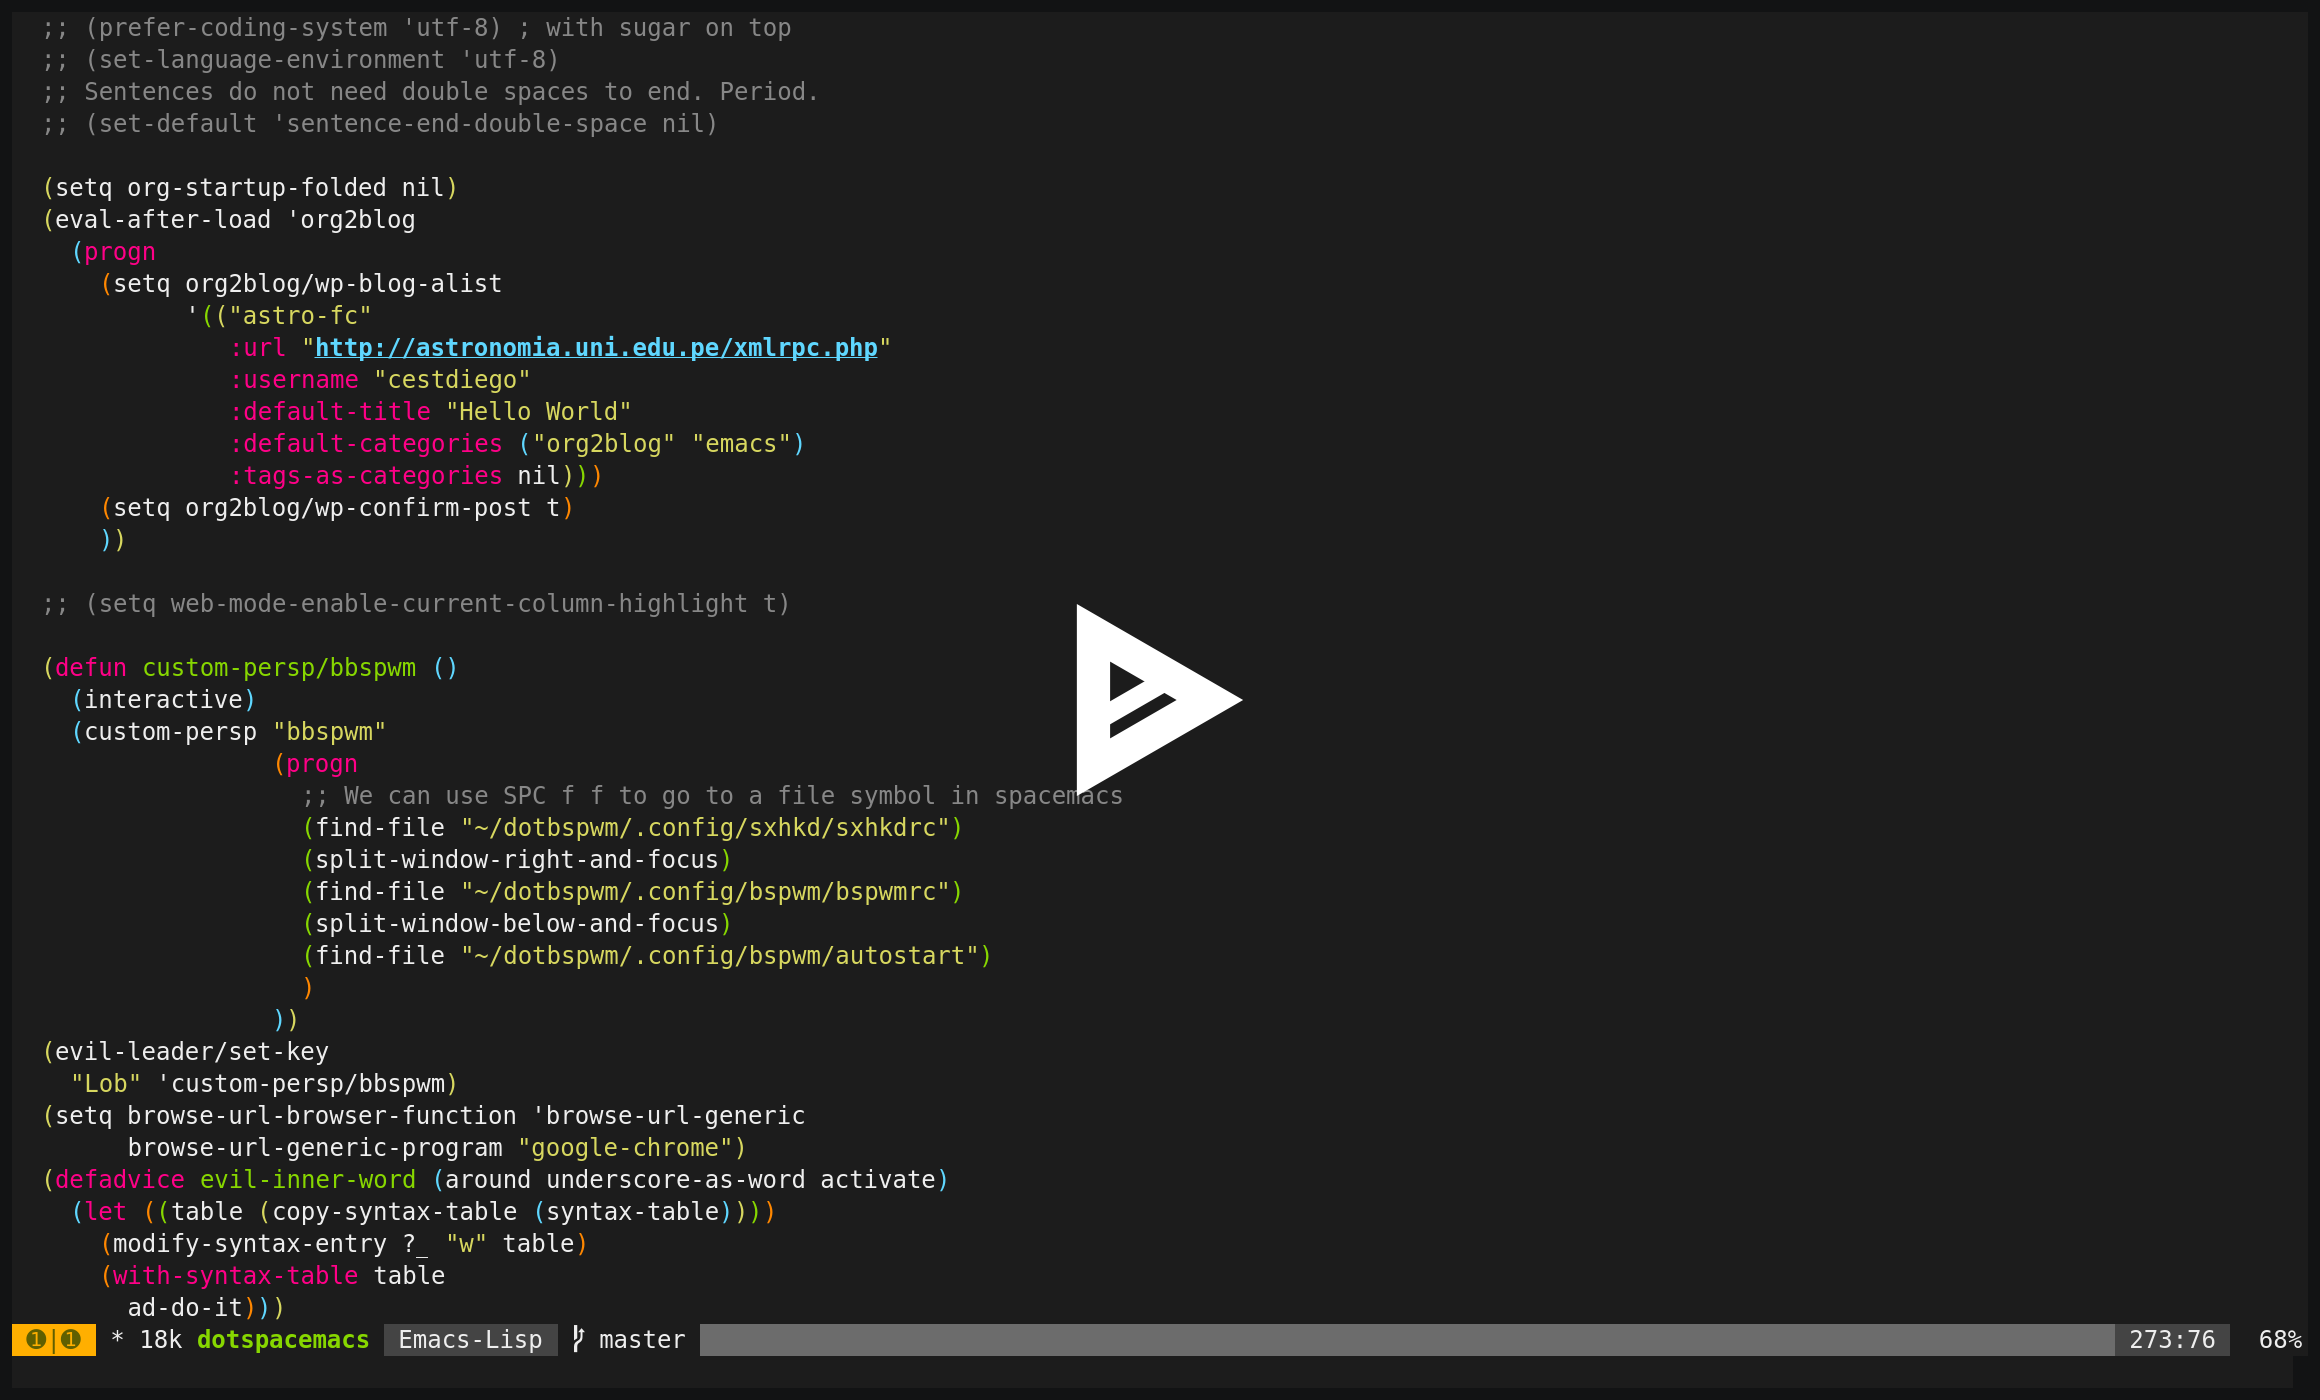 ;; (prefer-coding-system 'utf-8) ; with sugar on top
;; (set-language-environment 'utf-8)
;; Sentences do not need double spaces to end. Period.
;; (set-default 'sentence-end-double-space nil)

(setq org-startup-folded nil)
(eval-after-load 'org2blog
  (progn
    (setq org2blog/wp-blog-alist
          '(("astro-fc"
             :url "http://astronomia.uni.edu.pe/xmlrpc.php"
             :username "cestdiego"
             :default-title "Hello World"
             :default-categories ("org2blog" "emacs")
             :tags-as-categories nil)))
    (setq org2blog/wp-confirm-post t)
    ))

;; (setq web-mode-enable-current-column-highlight t)

(defun custom-persp/bbspwm ()
  (interactive)
  (custom-persp "bbspwm"
                (progn
                  ;; We can use SPC f f to go to a file symbol in spacemacs
                  (find-file "~/dotbspwm/.config/sxhkd/sxhkdrc")
                  (split-window-right-and-focus)
                  (find-file "~/dotbspwm/.config/bspwm/bspwmrc")
                  (split-window-below-and-focus)
                  (find-file "~/dotbspwm/.config/bspwm/autostart")
                  )
                ))
(evil-leader/set-key
  "Lob" 'custom-persp/bbspwm)
(setq browse-url-browser-function 'browse-url-generic
      browse-url-generic-program "google-chrome")
(defadvice evil-inner-word (around underscore-as-word activate)
  (let ((table (copy-syntax-table (syntax-table))))
    (modify-syntax-entry ?_ "w" table)
    (with-syntax-table table
      ad-do-it)))
➊|➊ * 18k dotspacemacs Emacs-Lisp master 273:76 68%